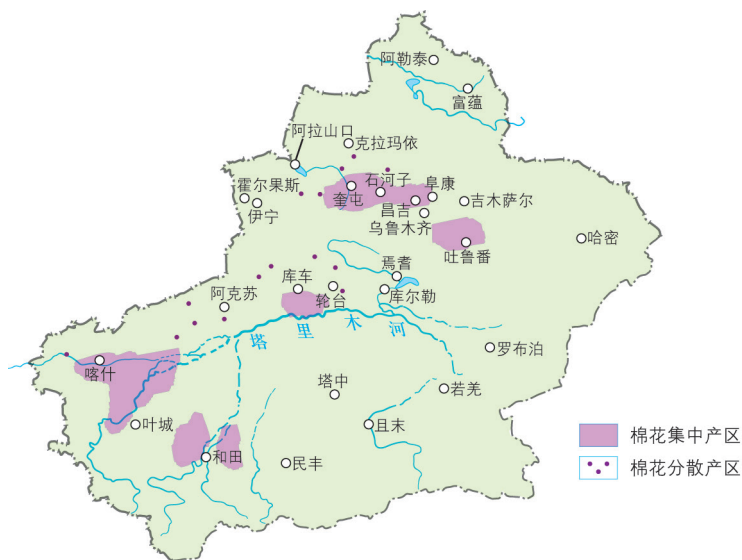 阿勒泰
富蕴
阿拉山口
克拉玛依
霍尔果斯
伊宁
奎屯
石河子
阜康
昌吉
乌鲁木齐
吉木萨尔
吐鲁番
哈密
焉耆
库车
轮台
库尔勒
阿克苏
塔里木河
罗布泊
喀什
塔中
若羌
叶城
且末
和田
民丰
棉花集中产区
棉花分散产区